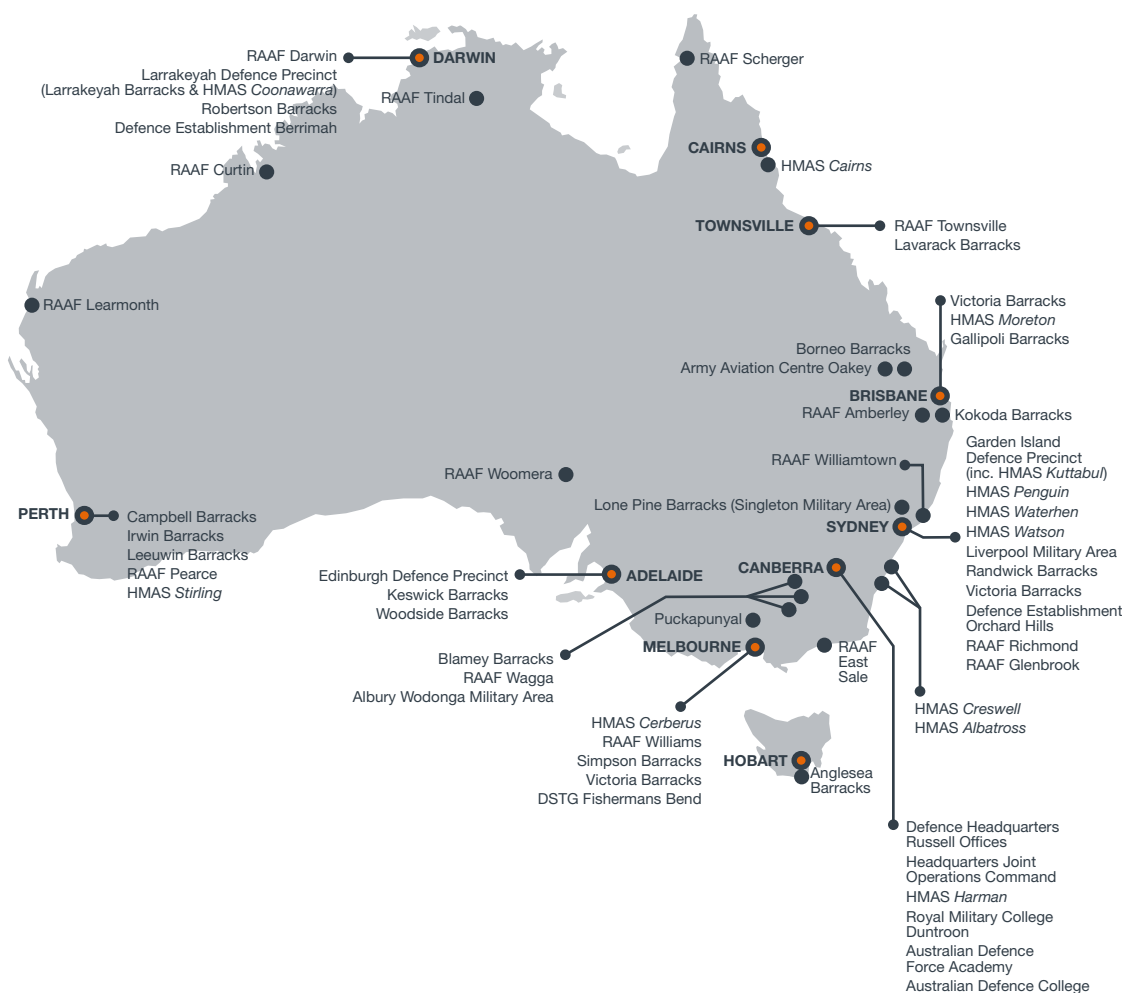 RAAF Darwin
DARWIN
Larrakeyah Defence Precinct
(Larrakeyah Barracks & HMAS Coonawarra)
Robertson Barracks
Defence Establishment Berrimah
RAAF Tindal
RAAF Scherger
CAIRNS
HMAS Cairns
RAAF Curtin
TOWNSVILLE
RAAF Townsville
Lavarack Barracks
RAAF Learmonth
Victoria Barracks
HMAS Moreton
Gallipoli Barracks
Borneo Barracks
Army Aviation Centre Oakey
BRISBANE
RAAF Amberley
Kokoda Barracks
RAAF Williamtown
RAAF Woomera
Lone Pine Barracks (Singleton Military Area)
SYDNEY
Garden Island
Defence Precinct
(inc. HMAS Kuttabul)
HMAS Penguin
HMAS Waterhen
HMAS Watson
Liverpool Military Area
Randwick Barracks
Victoria Barracks
Defence Establishment
Orchard Hills
RAAF Richmond
RAAF Glenbrook
PERTH
Campbell Barracks
Irwin Barracks
Leeuwin Barracks
RAAF Pearce
HMAS Stirling
Edinburgh Defence Precinct
Keswick Barracks
Woodside Barracks
ADELAIDE
CANBERRA
Puckapunyal
MELBOURNE
RAAF
East
Sale
Blamey Barracks
RAAF Wagga
Albury Wodonga Military Area
HMAS Creswell
HMAS Albatross
HMAS Cerberus
RAAF Williams
Simpson Barracks
Victoria Barracks
DSTG Fishermans Bend
HOBART
Anglesea
Barracks
Defence Headquarters
Russell Offices
Headquarters Joint
Operations Command
HMAS Harman
Royal Military College
Duntroon
Australian Defence
Force Academy
Australian Defence College